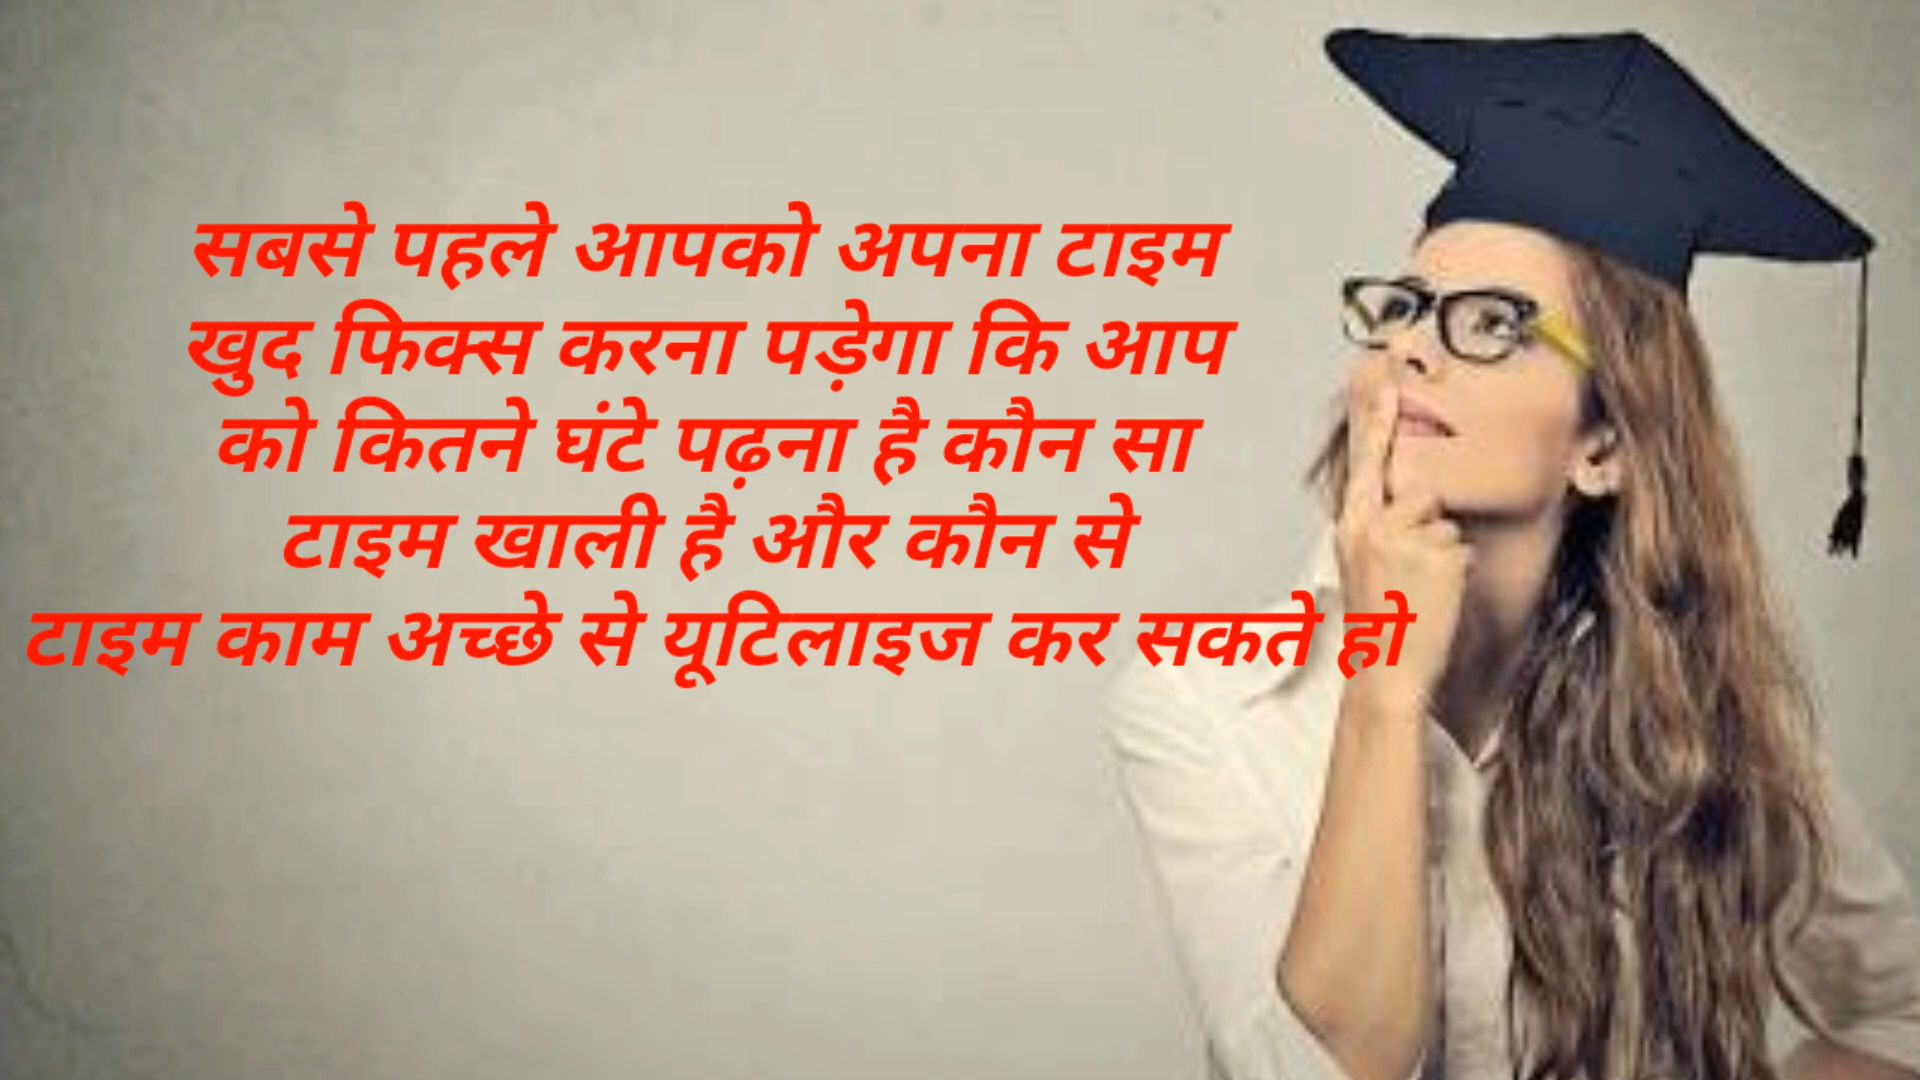 सबसे पहले आपको अपना टाइम
खुद फिक्स करना पड़ेगा कि आप
को कितने घंटे पढ़ना है कौन सा
टाइम खाली है और कौन से
टाइम काम अच्छे से यूटिलाइज कर सकते हो